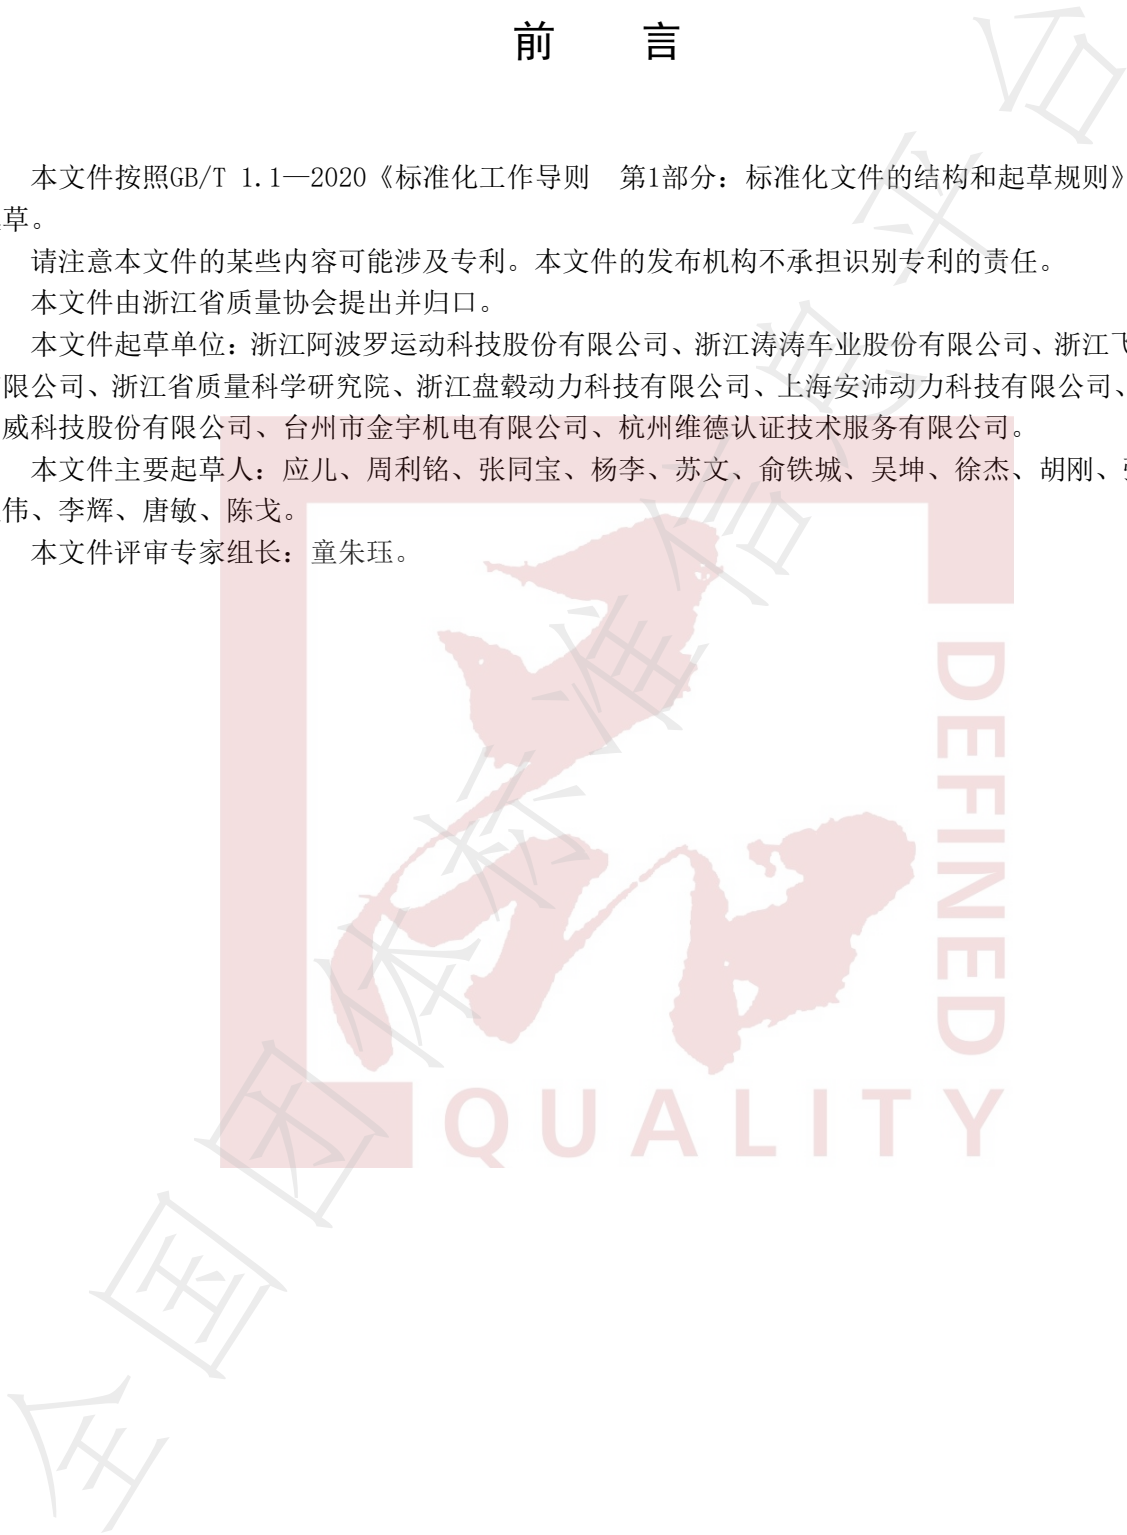 前 言
本文件按照GB/T 1.1—2020《标准化工作导则 第1部分：标准化文件的结构和起草规则》
草。
请注意本文件的某些内容可能涉及专利。本文件的发布机构不承担识别专利的责任。
本文件由浙江省质量协会提出并归口。
本文件起草单位：浙江阿波罗运动科技股份有限公司、浙江涛涛车业股份有限公司、浙江飞
限公司、浙江省质量科学研究院、浙江盘毂动力科技有限公司、上海安沛动力科技有限公司、
威科技股份有限公司、台州市金宇机电有限公司、杭州维德认证技术服务有限公司。
本文件主要起草人：应儿、周利铭、张同宝、杨李、苏文、俞铁城、吴坤、徐杰、胡刚、
伟、李辉、唐敏、陈戈。
本文件评审专家组长：童朱珏。
DEFINED
QUALITY
全国团体标准信息平台